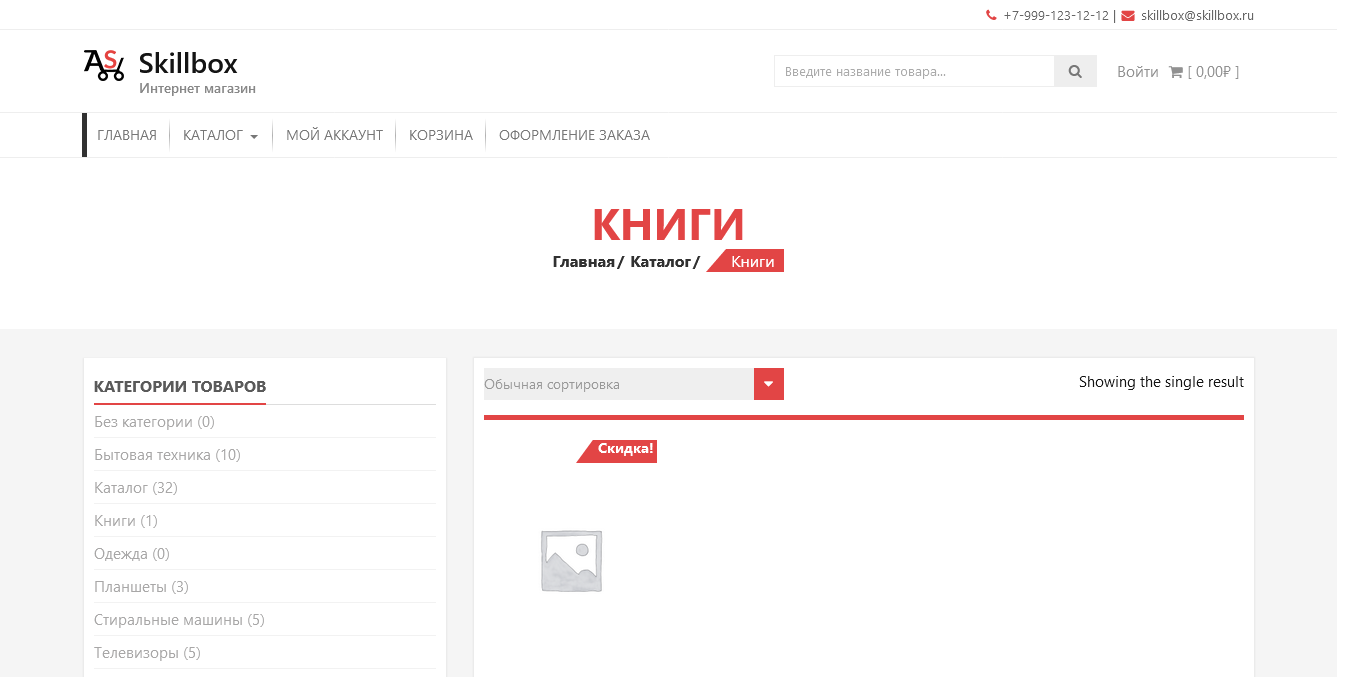 +7-999-123-12-12 | skillbox@skillbox.ru
AS
Skillbox
Интернет магазин
Введите название товара...
Войти [ 0,00₽ ]
ГЛАВНАЯ КАТАЛОГ МОЙ АККАУНТ КОРЗИНА ОФОРМЛЕНИЕ ЗАКАЗА
КНИГИ
Главная/ Каталог/ Книги
КАТЕГОРИИ ТОВАРОВ
Без категории (0)
Бытовая техника (10)
Каталог (32)
Книги (1)
Одежда (0)
Планшеты (3)
Стиральные машины (5)
Телевизоры (5)
Обычная сортировка
Showing the single result
Скидка!